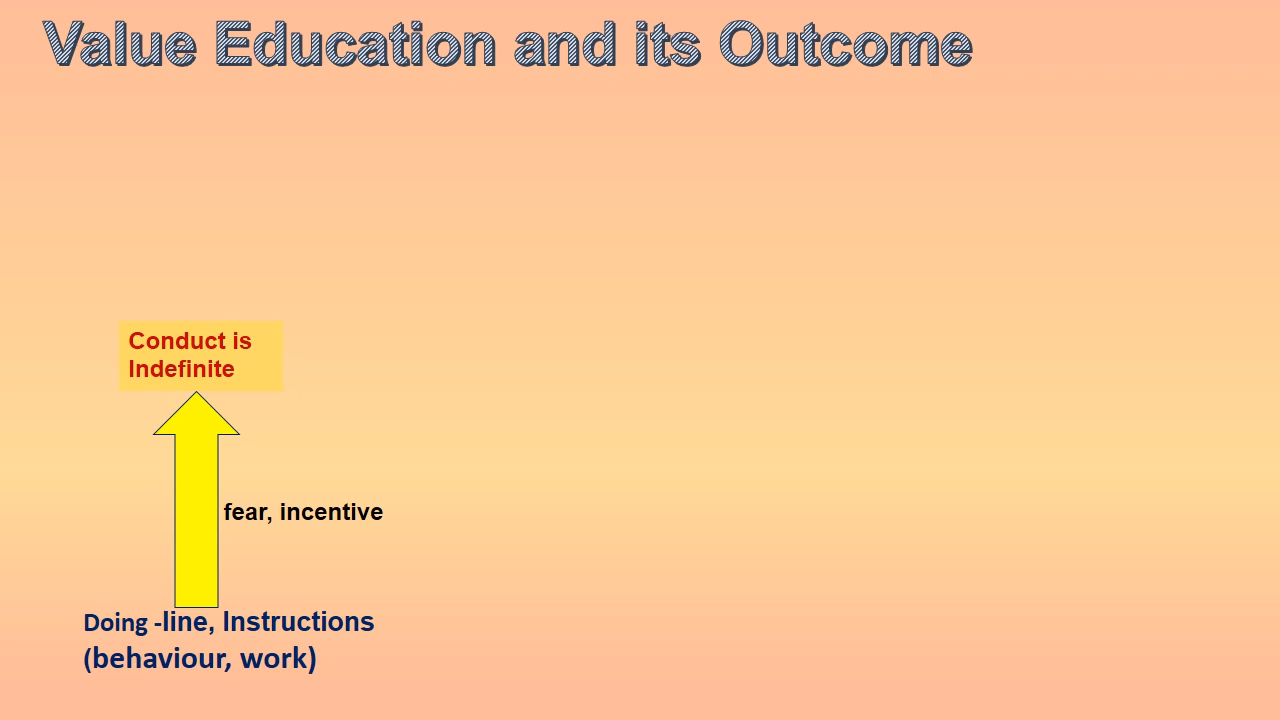 Value Education and its Outcome
Conduct is
Indefinite
fear, incentive
Doing -line, Instructions
(behaviour, work)